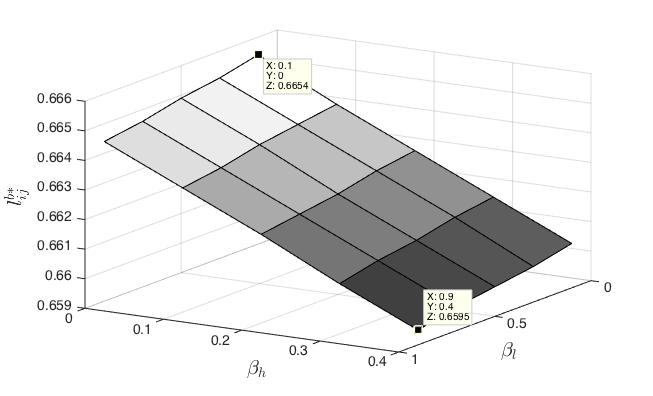 X: 0.1
Y: 0
Z: 0.6654
0.666
0.665
0.664
0.663
0.662
0.661
0.66
0.659
l_{ij}^{b*}
X: 0.9
Y: 0.4
Z: 0.6595
0
0.1
0.2
0.3
0.4
β_h
1
0.5
0
β_l